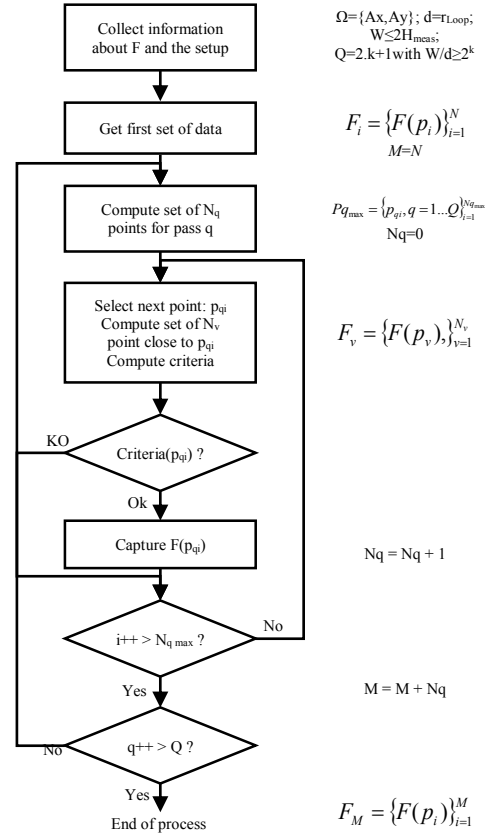 Collect information
about F and the setup
Ω={Ax,Ay}; d=r_Loop;
W≤2H_meas;
Q=2.k+1with W/d≥2^k
Get first set of data
F_i = {F(p_i)}_{i=1}^N
M=N
Compute set of N_q
points for pass q
Pq_max = {p_qi, q = 1...Q}_{i=1}^{Nq_max}
Nq=0
Select next point: p_qi
Compute set of N_v
point close to p_qi
Compute criteria
F_v = {F(p_v),}_{v=1}^{N_v}
KO
Criteria(p_qi) ?
Ok
Capture F(p_qi)
Nq = Nq + 1
i++ > N_q max ?
No
Yes
M = M + Nq
q++ > Q ?
No
Yes
End of process
F_M = {F(p_i)}_{i=1}^M